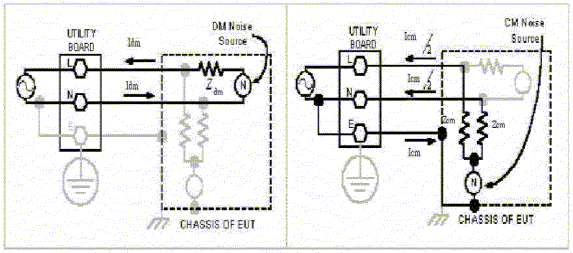 UTILITY
BOARD
Idm
DM Noise
Source
L
Zdm
N
N
Idm
E
CHASSIS OF EUT
UTILITY
BOARD
Icm/2
CM Noise
Source
L
Icm/2
N
E
Zcm
Zcm
Icm
N
CHASSIS OF EUT